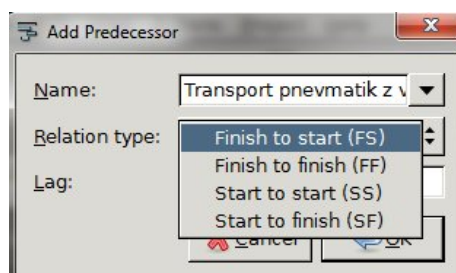 Add Predecessor
Name: Transport pnevmatik z v
Relation type: Finish to start (FS)
Finish to finish (FF)
Lag:
Start to start (SS)
Start to finish (SF)
Cancel OK